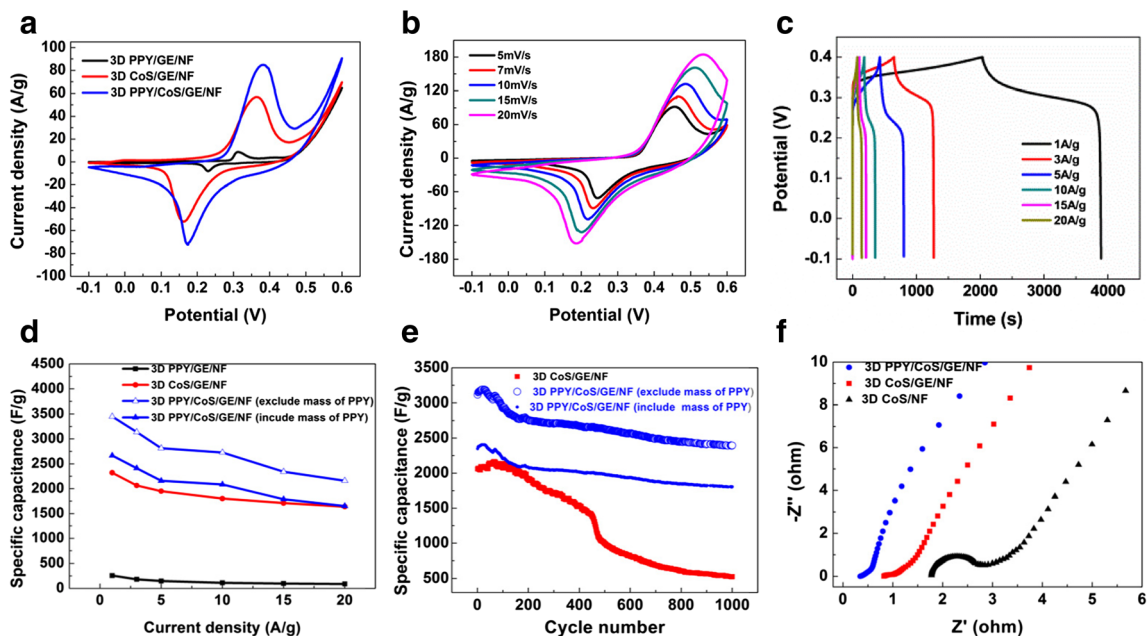 a
3D PPY/GE/NF
3D CoS/GE/NF
3D PPY/CoS/GE/NF
100
80
60
40
20
0
-20
-40
-60
-80
-100
-0.1 0.0 0.1 0.2 0.3 0.4 0.5 0.6
Current density (A/g)
Potential (V)
b
5mV/s
7mV/s
10mV/s
15mV/s
20mV/s
180
120
60
0
-60
-120
-180
-0.1 0.0 0.1 0.2 0.3 0.4 0.5 0.6
Current density (A/g)
Potential (V)
c
0.4
0.3
0.2
0.1
0.0
-0.1
1A/g
3A/g
5A/g
10A/g
15A/g
20A/g
0 1000 2000 3000 4000
Potential (V)
Time (s)
d
3D PPY/GE/NF
3D CoS/GE/NF
3D PPY/CoS/GE/NF (exclude mass of PPY)
3D PPY/CoS/GE/NF (incude mass of PPY)
4500
4000
3500
3000
2500
2000
1500
1000
500
0
0 5 10 15 20
Specific capacitance (F/g)
Current density (A/g)
e
3D CoS/GE/NF
3D PPY/CoS/GE/NF (exclude mass of PPY)
3D PPY/CoS/GE/NF (include mass of PPY)
3500
3000
2500
2000
1500
1000
500
0 200 400 600 800 1000
Specific capacitance (F/g)
Cycle number
f
3D PPY/CoS/GE/NF
3D CoS/GE/NF
3D CoS/NF
10
8
6
4
2
0
0 1 2 3 4 5 6
-Z'' (ohm)
Z' (ohm)